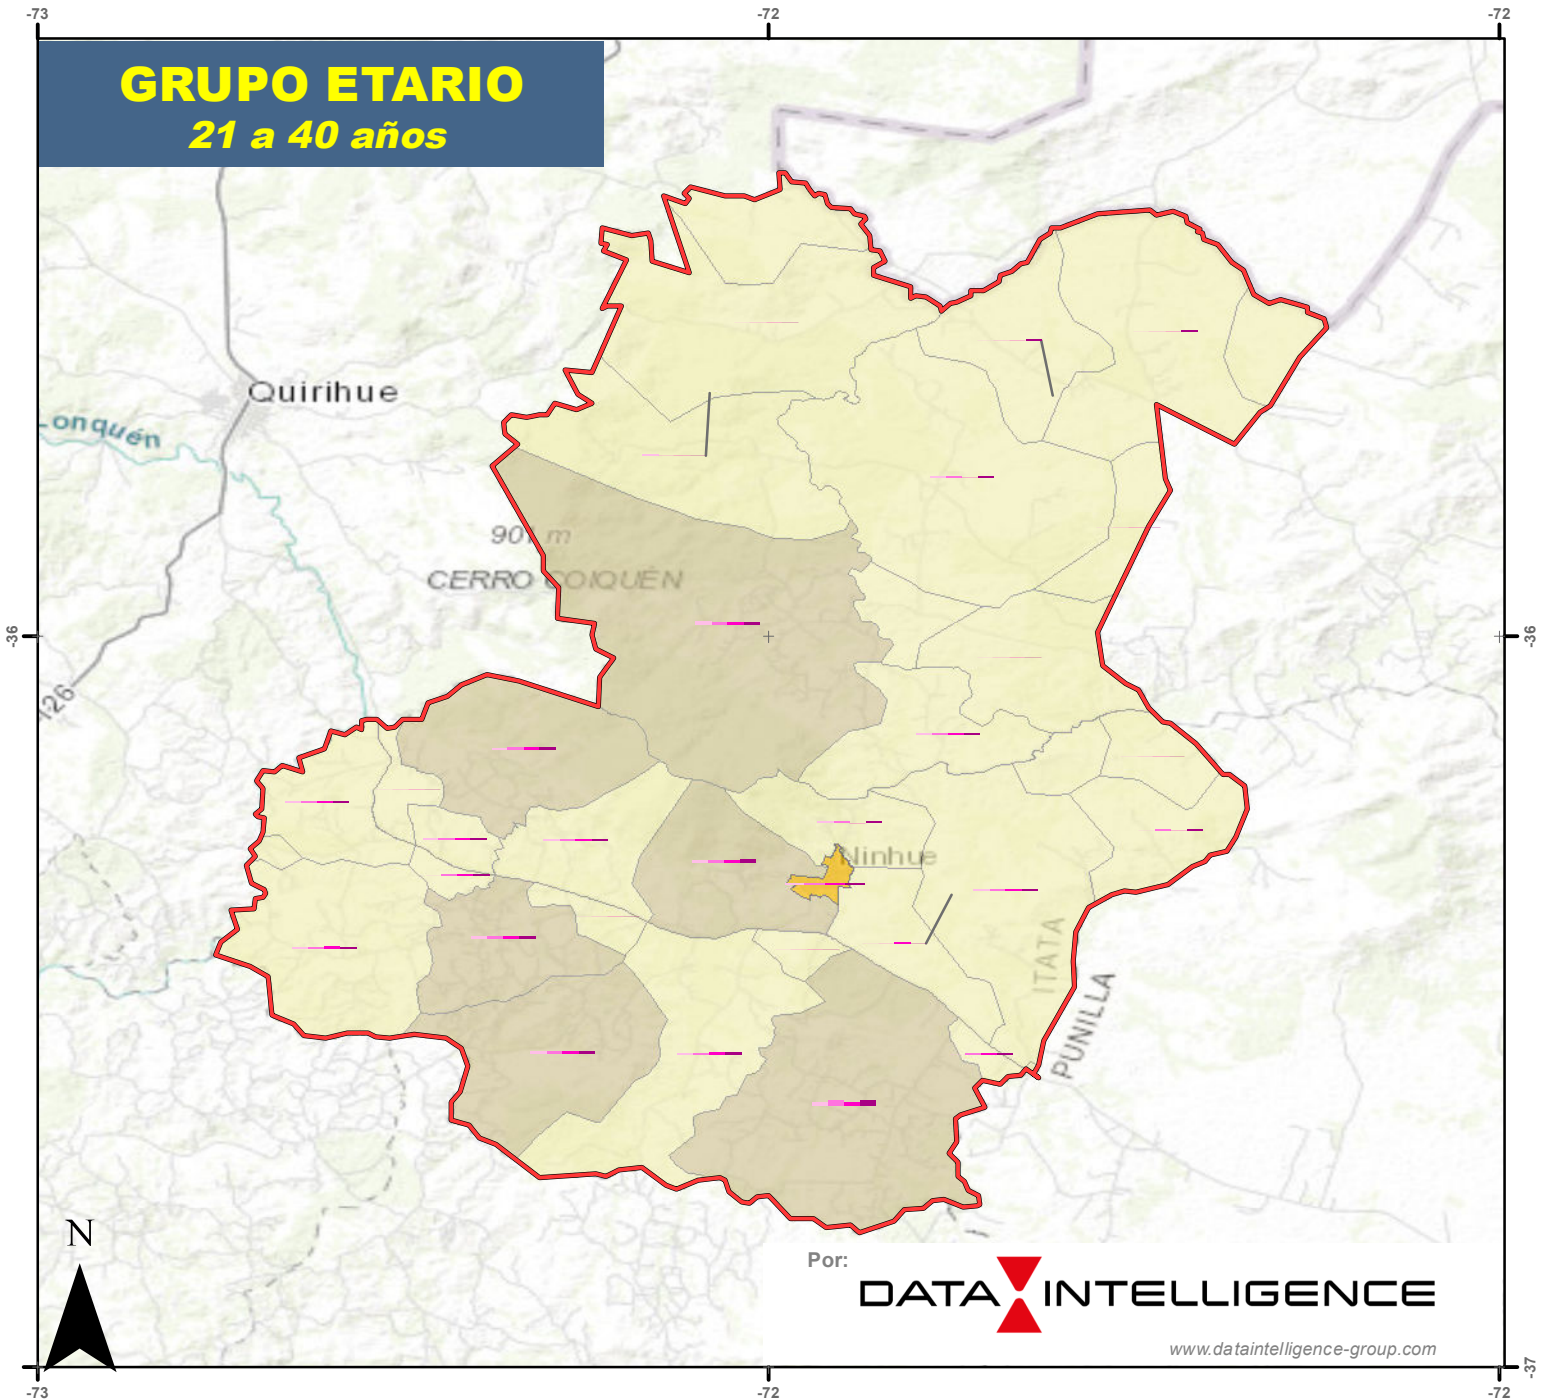 -73
-72
-72
GRUPO ETARIO
21 a 40 años
Quirihue
Lonquén
901 m
CERRO COIQUÉN
-36
-36
126
Ninhue
ITATA
PUNILLA
N
Por:
DATA INTELLIGENCE
www.dataintelligence-group.com
-37
-73
-72
-72